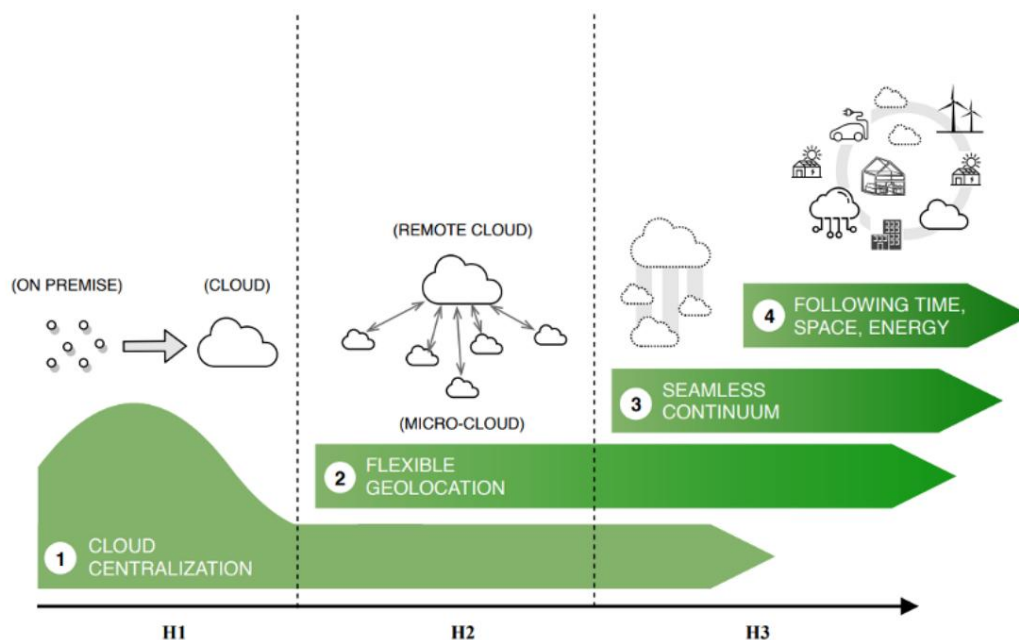 (ON PREMISE)
(CLOUD)
(REMOTE CLOUD)
(MICRO-CLOUD)
4
FOLLOWING TIME,
SPACE, ENERGY
3
SEAMLESS
CONTINUUM
2
FLEXIBLE
GEOLOCATION
1
CLOUD
CENTRALIZATION
H1
H2
H3